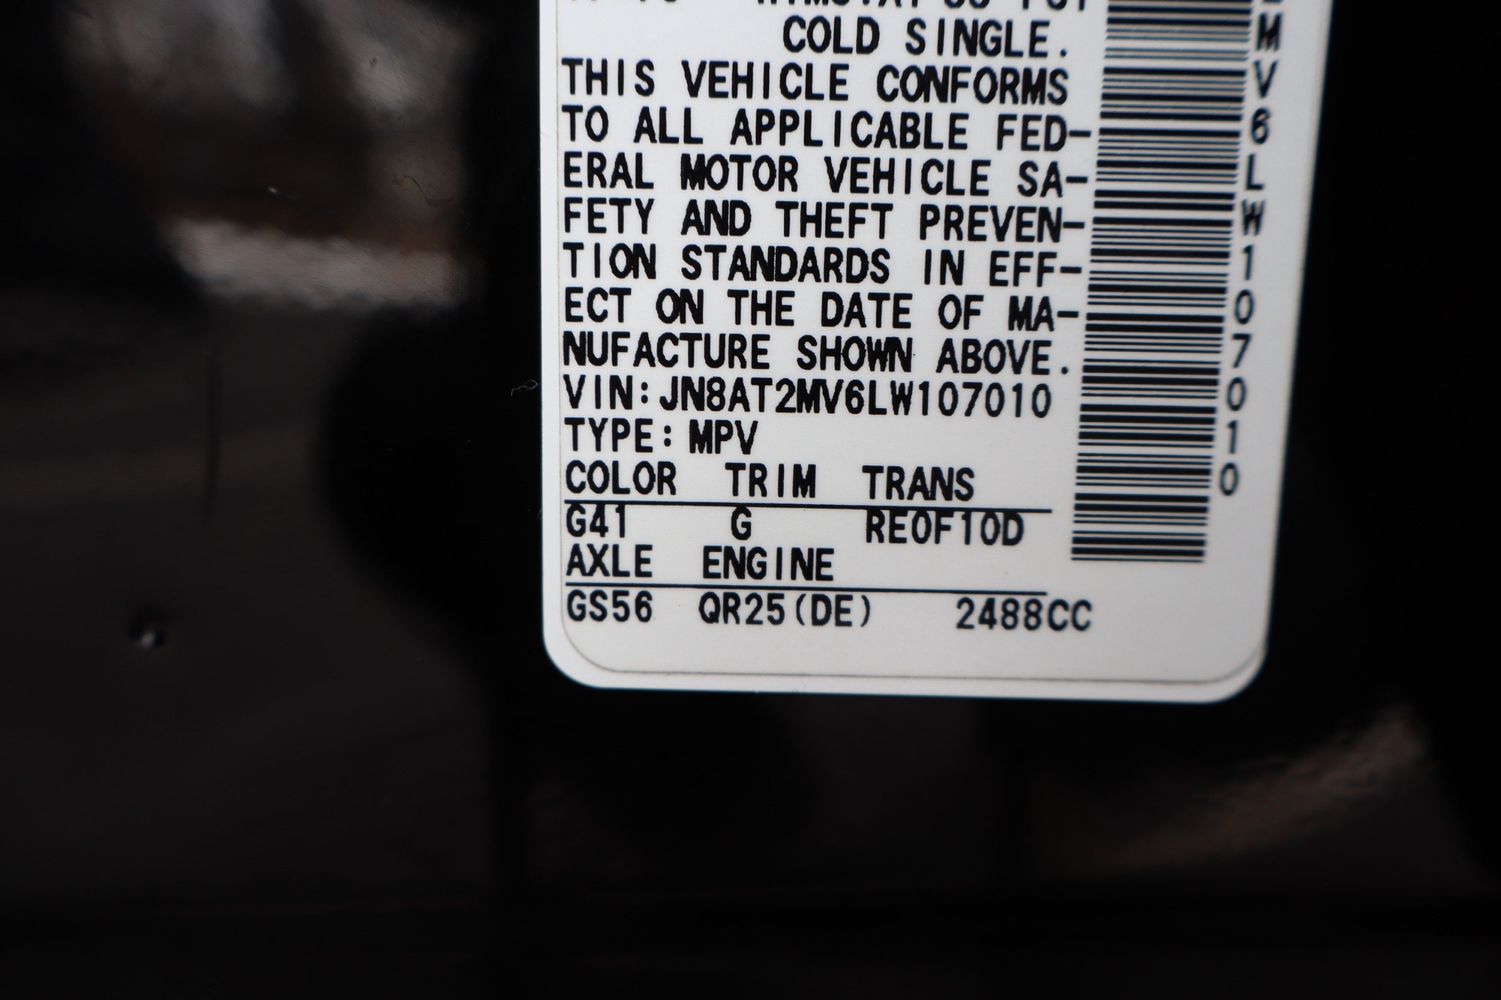 COLD SINGLE.
THIS VEHICLE CONFORMS
TO ALL APPLICABLE FED-
ERAL MOTOR VEHICLE SA-
FETY AND THEFT PREVEN-
TION STANDARDS IN EFF-
ECT ON THE DATE OF MA-
NUFACTURE SHOWN ABOVE.
VIN:JN8AT2MV6LW107010
TYPE:MPV
COLOR TRIM TRANS
G41 G RE0F10D
AXLE ENGINE
GS56 QR25(DE) 2488CC
MV6LW107010